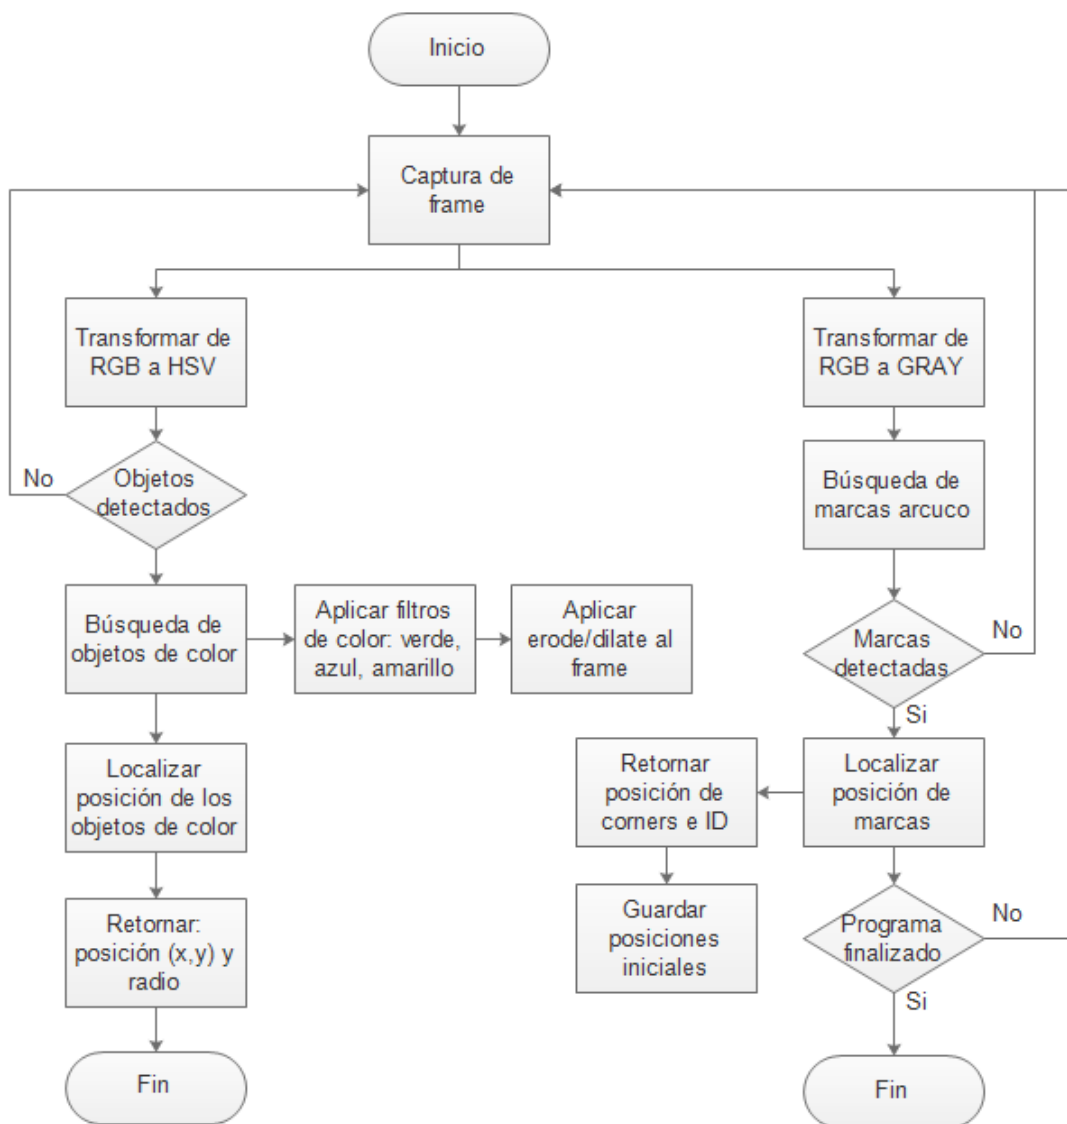 Inicio
Captura de
frame
Transformar de
RGB a HSV
Transformar de
RGB a GRAY
No
Objetos
detectados
Búsqueda de
marcas arcuco
Búsqueda de
objetos de color
Aplicar filtros
de color: verde,
azul, amarillo
Aplicar
erode/dilate al
frame
Marcas
detectadas
No
Si
Localizar
posición de los
objetos de color
Retornar
posición de
corners e ID
Localizar
posición de
marcas
Retornar:
posición (x,y) y
radio
Guardar
posiciones
iniciales
Programa
finalizado
No
Si
Fin
Fin